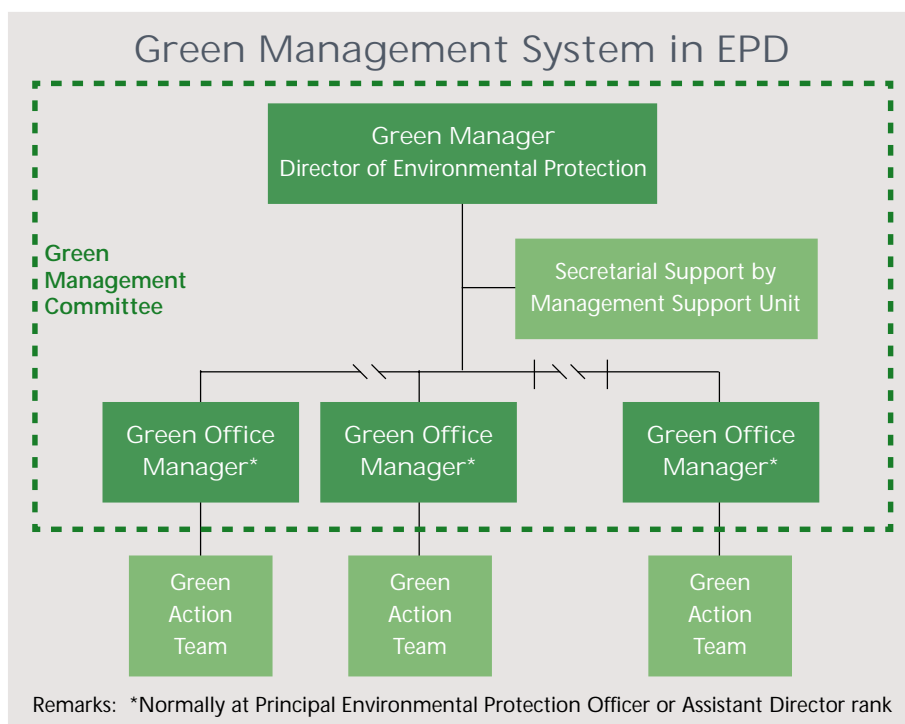 Green Management System in EPD
Green Manager
Director of Environmental Protection
Green
Management
Committee
Secretarial Support by
Management Support Unit
Green Office
Manager*
Green Office
Manager*
Green Office
Manager*
Green
Action
Team
Green
Action
Team
Green
Action
Team
Remarks: *Normally at Principal Environmental Protection Officer or Assistant Director rank